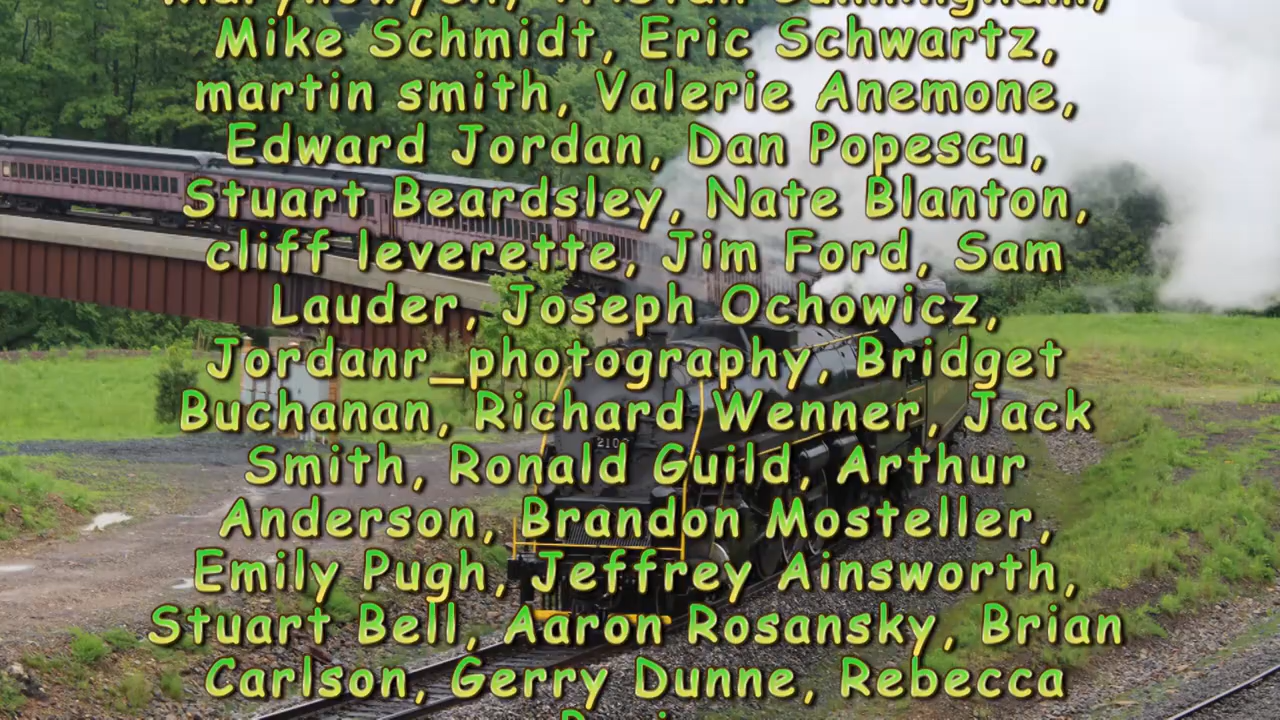 Mike Schmidt, Eric Schwartz,
martin smith, Valerie Anemone,
Edward Jordan, Dan Popescu,
Stuart Beardsley, Nate Blanton,
cliff leverette, Jim Ford, Sam
Lauder, Joseph Ochowicz,
Jordanr_photography, Bridget
Buchanan, Richard Wenner, Jack
Smith, Ronald Guild, Arthur
Anderson, Brandon Mosteller,
Emily Pugh, Jeffrey Ainsworth,
Stuart Bell, Aaron Rosansky, Brian
Carlson, Gerry Dunne, Rebecca